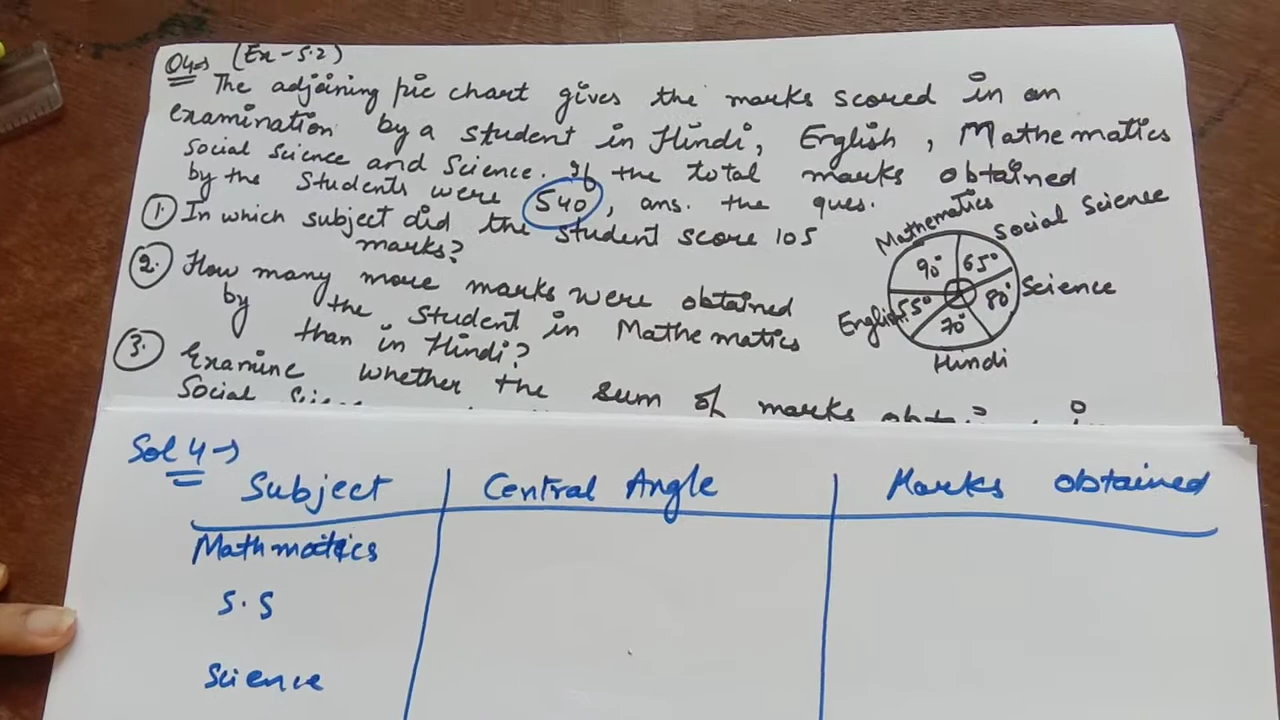 Q4→ (Ex-5.2)
The adjoining pie chart gives the marks scored in an
examination by a student in Hindi, English, Mathematics
Social Science and Science. If the total marks obtained
by the students were 540, ans. the ques.
1. In which subject did the student score 105
marks?
2. How many more marks were obtained
by the student in Mathematics
than in Hindi?
3. Examine whether the sum of marks
Social
Mathematics
Social Science
90° 65°
Science
80°
English 55°
70°
Hindi
Sol 4→
Subject Central Angle Marks obtained
Mathmatics
S.S
Science